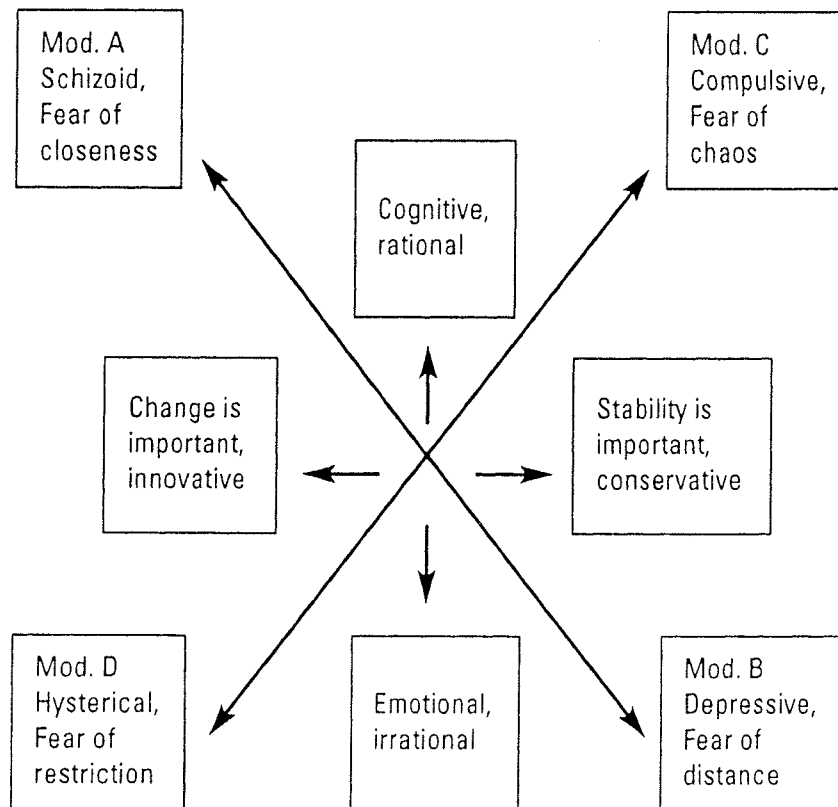 Mod. A
Schizoid,
Fear of
closeness
Mod. C
Compulsive,
Fear of
chaos
Cognitive,
rational
Change is
important,
innovative
Stability is
important,
conservative
Mod. D
Hysterical,
Fear of
restriction
Emotional,
irrational
Mod. B
Depressive,
Fear of
distance